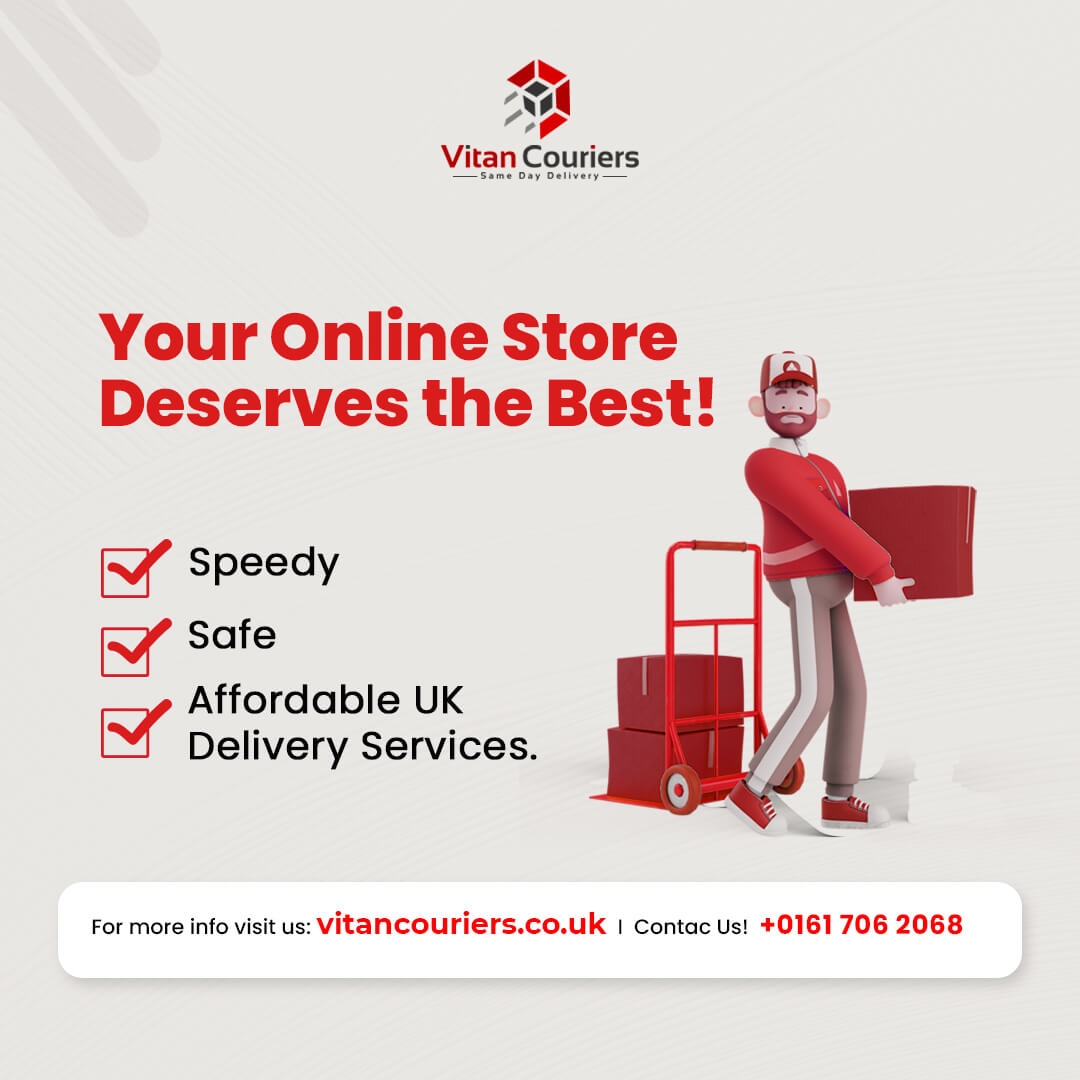 Vitan Couriers
Same Day Delivery
Your Online Store
Deserves the Best!
Speedy
Safe
Affordable UK
Delivery Services.
For more info visit us: vitancouriers.co.uk | Contac Us! +0161 706 2068